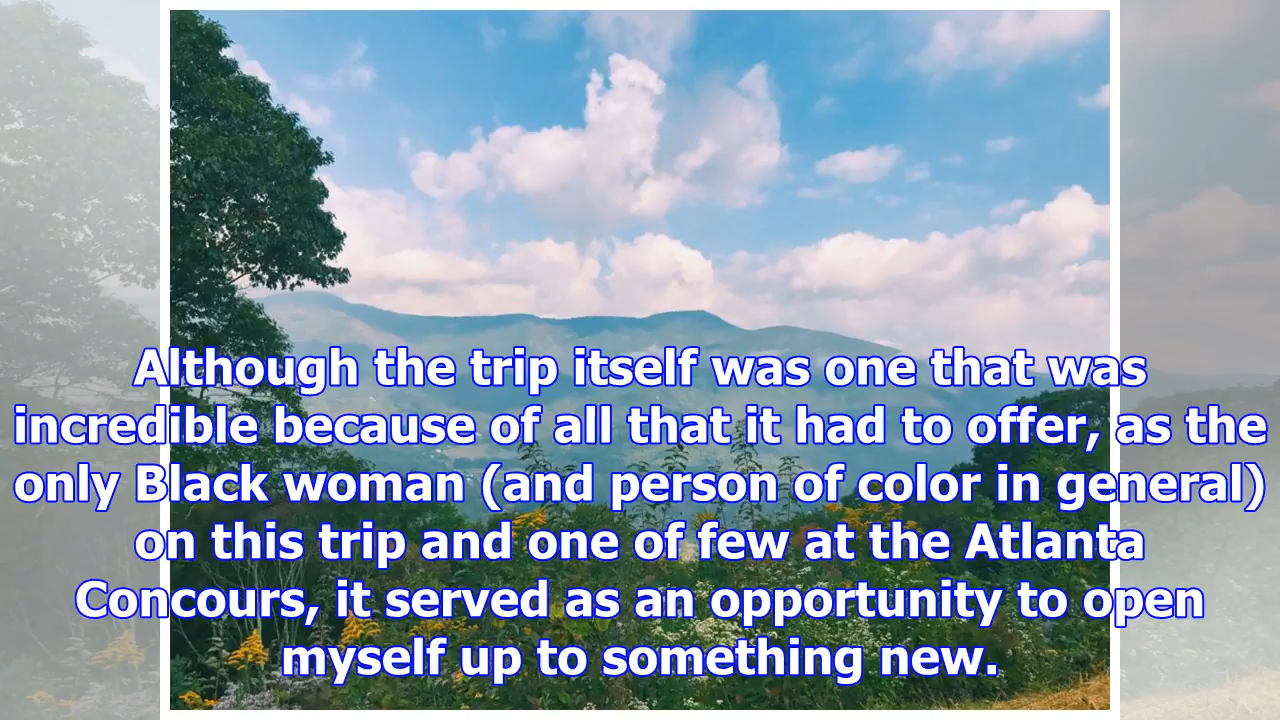 Although the trip itself was one that was
incredible because of all that it had to offer, as the
only Black woman (and person of color in general)
on this trip and one of few at the Atlanta
Concours, it served as an opportunity to open
myself up to something new.